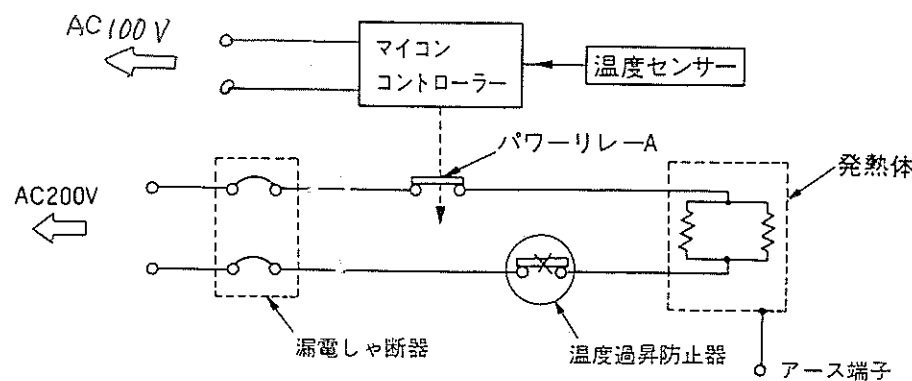 AC100V
マイコン
コントローラー
温度センサー
パワーリレーA
発熱体
AC200V
漏電しゃ断器
温度過昇防止器
アース端子